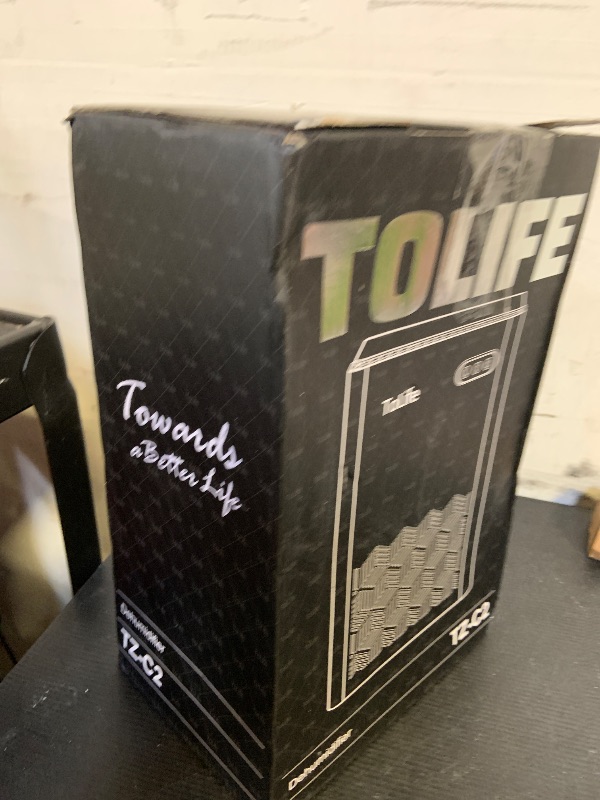 Towards
a Better Life
Dehumidifier
TZ-C2
TOLIFE
ToLife
TZ-C2
Dehumidifier